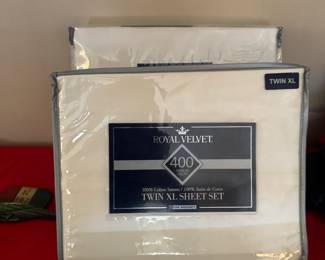 TWIN XL
ROYAL VELVET
400
100% Cotton Sateen / 100% Satín de Coton
TWIN XL SHEET SET